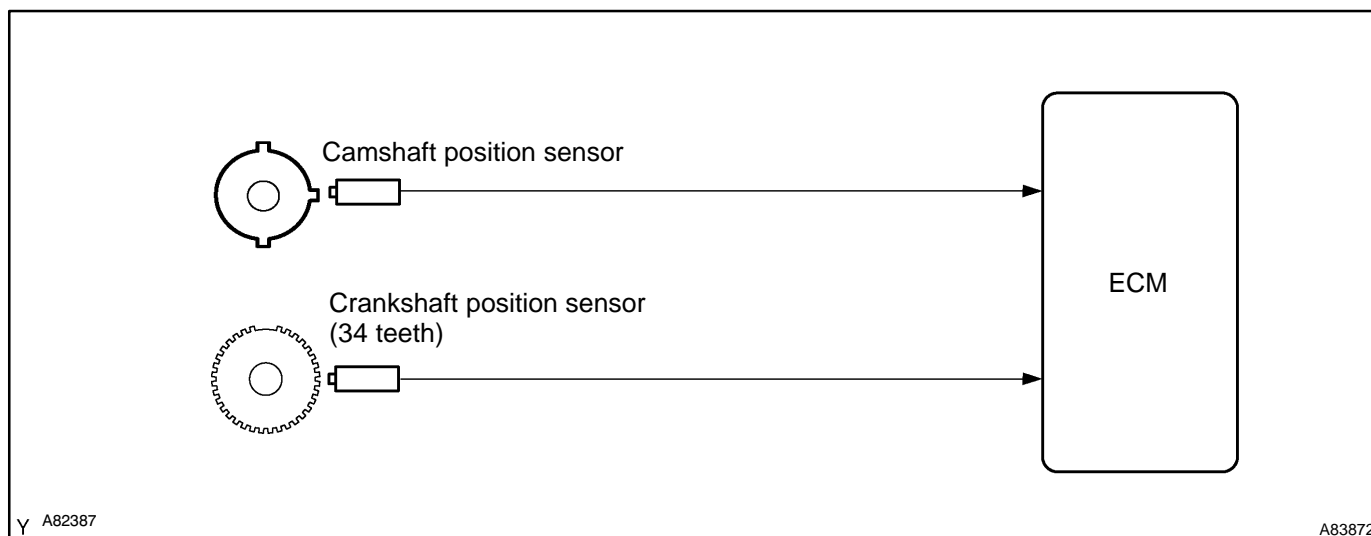 Camshaft position sensor
Crankshaft position sensor
(34 teeth)
ECM
Y A82387
A83872